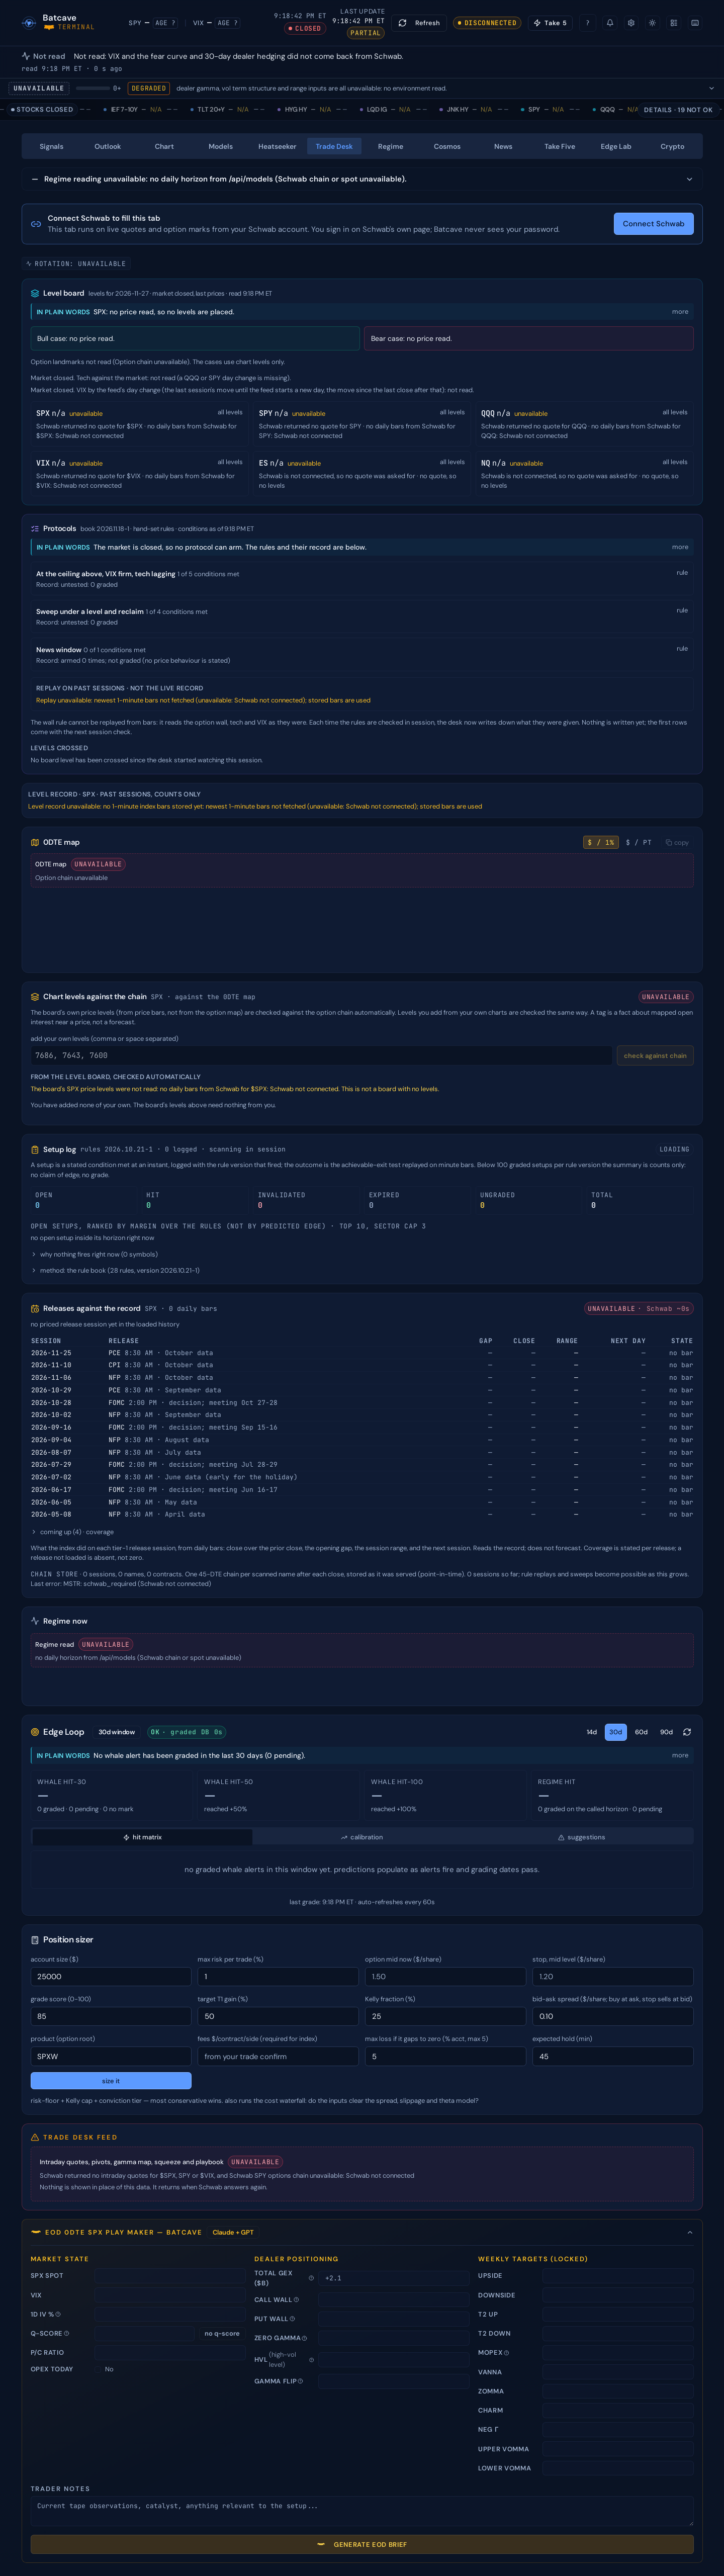 Batcave
TERMINAL
SPY — AGE ?
VIX — AGE ?
9:18:42 PM ET
CLOSED
LAST UPDATE
9:18:42 PM ET
PARTIAL
Refresh
DISCONNECTED
Take 5
?
Not read Not read: VIX and the fear curve and 30-day dealer hedging did not come back from Schwab.
read 9:18 PM ET · 0 s ago
UNAVAILABLE 0+ DEGRADED dealer gamma, vol term structure and range inputs are all unavailable: no environment read.
STOCKS CLOSED
IEF 7-10Y — N/A —
TLT 20+Y — N/A —
HYG HY — N/A —
LQD IG — N/A —
JNK HY — N/A —
SPY — N/A —
QQQ — N/A
DETAILS · 19 NOT OK
Signals
Outlook
Chart
Models
Heatseeker
Trade Desk
Regime
Cosmos
News
Take Five
Edge Lab
Crypto
— Regime reading unavailable: no daily horizon from /api/models (Schwab chain or spot unavailable).
Connect Schwab to fill this tab
This tab runs on live quotes and option marks from your Schwab account. You sign in on Schwab's own page; Batcave never sees your password.
Connect Schwab
ROTATION: UNAVAILABLE
Level board levels for 2026-11-27 · market closed, last prices · read 9:18 PM ET
IN PLAIN WORDS SPX: no price read, so no levels are placed.
more
Bull case: no price read.
Bear case: no price read.
Option landmarks not read (Option chain unavailable). The cases use chart levels only.
Market closed. Tech against the market: not read (a QQQ or SPY day change is missing).
Market closed. VIX by the feed's day change (the last session's move until the feed starts a new day, the move since the last close after that): not read.
SPX n/a unavailable
all levels
Schwab returned no quote for $SPX · no daily bars from Schwab for $SPX: Schwab not connected
SPY n/a unavailable
all levels
Schwab returned no quote for SPY · no daily bars from Schwab for SPY: Schwab not connected
QQQ n/a unavailable
all levels
Schwab returned no quote for QQQ · no daily bars from Schwab for QQQ: Schwab not connected
VIX n/a unavailable
all levels
Schwab returned no quote for $VIX · no daily bars from Schwab for $VIX: Schwab not connected
ES n/a unavailable
all levels
Schwab is not connected, so no quote was asked for · no quote, so no levels
NQ n/a unavailable
all levels
Schwab is not connected, so no quote was asked for · no quote, so no levels
Protocols book 2026.11.18-1 · hand-set rules · conditions as of 9:18 PM ET
IN PLAIN WORDS The market is closed, so no protocol can arm. The rules and their record are below.
more
At the ceiling above, VIX firm, tech lagging 1 of 5 conditions met
rule
Record: untested: 0 graded
Sweep under a level and reclaim 1 of 4 conditions met
rule
Record: untested: 0 graded
News window 0 of 1 conditions met
rule
Record: armed 0 times; not graded (no price behaviour is stated)
REPLAY ON PAST SESSIONS · NOT THE LIVE RECORD
Replay unavailable: newest 1-minute bars not fetched (unavailable: Schwab not connected); stored bars are used
The wall rule cannot be replayed from bars: it reads the option wall, tech and VIX as they were. Each time the rules are checked in session, the desk now writes down what they were given. Nothing is written yet; the first rows come with the next session check.
LEVELS CROSSED
No board level has been crossed since the desk started watching this session.
LEVEL RECORD · SPX · PAST SESSIONS, COUNTS ONLY
Level record unavailable: no 1-minute index bars stored yet: newest 1-minute bars not fetched (unavailable: Schwab not connected); stored bars are used
0DTE map
$ / 1%
$ / PT
copy
0DTE map UNAVAILABLE
Option chain unavailable
Chart levels against the chain SPX · against the 0DTE map
UNAVAILABLE
The board's own price levels (from price bars, not from the option map) are checked against the option chain automatically. Levels you add from your own charts are checked the same way. A tag is a fact about mapped open interest near a price, not a forecast.
add your own levels (comma or space separated)
7686, 7643, 7600
check against chain
FROM THE LEVEL BOARD, CHECKED AUTOMATICALLY
The board's SPX price levels were not read: no daily bars from Schwab for $SPX: Schwab not connected. This is not a board with no levels.
You have added none of your own. The board's levels above need nothing from you.
Setup log rules 2026.10.21-1 · 0 logged · scanning in session
LOADING
A setup is a stated condition met at an instant, logged with the rule version that fired; the outcome is the achievable-exit test replayed on minute bars. Below 100 graded setups per rule version the summary is counts only: no claim of edge, no grade.
OPEN
0
HIT
0
INVALIDATED
0
EXPIRED
0
UNGRADED
0
TOTAL
0
OPEN SETUPS, RANKED BY MARGIN OVER THE RULES (NOT BY PREDICTED EDGE) · TOP 10, SECTOR CAP 3
no open setup inside its horizon right now
why nothing fires right now (0 symbols)
method: the rule book (28 rules, version 2026.10.21-1)
Releases against the record SPX · 0 daily bars
UNAVAILABLE · Schwab ~0s
no priced release session yet in the loaded history
SESSION RELEASE GAP CLOSE RANGE NEXT DAY STATE
2026-11-25 PCE 8:30 AM · October data — — — — no bar
2026-11-10 CPI 8:30 AM · October data — — — — no bar
2026-11-06 NFP 8:30 AM · October data — — — — no bar
2026-10-29 PCE 8:30 AM · September data — — — — no bar
2026-10-28 FOMC 2:00 PM · decision; meeting Oct 27-28 — — — — no bar
2026-10-02 NFP 8:30 AM · September data — — — — no bar
2026-09-16 FOMC 2:00 PM · decision; meeting Sep 15-16 — — — — no bar
2026-09-04 NFP 8:30 AM · August data — — — — no bar
2026-08-07 NFP 8:30 AM · July data — — — — no bar
2026-07-29 FOMC 2:00 PM · decision; meeting Jul 28-29 — — — — no bar
2026-07-02 NFP 8:30 AM · June data (early for the holiday) — — — — no bar
2026-06-17 FOMC 2:00 PM · decision; meeting Jun 16-17 — — — — no bar
2026-06-05 NFP 8:30 AM · May data — — — — no bar
2026-05-08 NFP 8:30 AM · April data — — — — no bar
coming up (4) · coverage
What the index did on each tier-1 release session, from daily bars: close over the prior close, the opening gap, the session range, and the next session. Reads the record; does not forecast. Coverage is stated per release; a release not loaded is absent, not zero.
CHAIN STORE · 0 sessions, 0 names, 0 contracts. One 45-DTE chain per scanned name after each close, stored as it was served (point-in-time). 0 sessions so far; rule replays and sweeps become possible as this grows. Last error: MSTR: schwab_required (Schwab not connected)
Regime now
Regime read UNAVAILABLE
no daily horizon from /api/models (Schwab chain or spot unavailable)
Edge Loop 30d window OK · graded DB 0s
14d
30d
60d
90d
IN PLAIN WORDS No whale alert has been graded in the last 30 days (0 pending).
more
WHALE HIT-30
—
0 graded · 0 pending · 0 no mark
WHALE HIT-50
—
reached +50%
WHALE HIT-100
—
reached +100%
REGIME HIT
—
0 graded on the called horizon · 0 pending
hit matrix
calibration
suggestions
no graded whale alerts in this window yet. predictions populate as alerts fire and grading dates pass.
last grade: 9:18 PM ET · auto-refreshes every 60s
Position sizer
account size ($)
25000
max risk per trade (%)
1
option mid now ($/share)
1.50
stop, mid level ($/share)
1.20
grade score (0-100)
85
target T1 gain (%)
50
Kelly fraction (%)
25
bid-ask spread ($/share; buy at ask, stop sells at bid)
0.10
product (option root)
SPXW
fees $/contract/side (required for index)
from your trade confirm
max loss if it gaps to zero (% acct, max 5)
5
expected hold (min)
45
size it
risk-floor + Kelly cap + conviction tier — most conservative wins. also runs the cost waterfall: do the inputs clear the spread, slippage and theta model?
TRADE DESK FEED
Intraday quotes, pivots, gamma map, squeeze and playbook UNAVAILABLE
Schwab returned no intraday quotes for $SPX, SPY or $VIX, and Schwab SPY options chain unavailable: Schwab not connected
Nothing is shown in place of this data. It returns when Schwab answers again.
EOD 0DTE SPX PLAY MAKER — BATCAVE Claude + GPT
MARKET STATE
SPX SPOT
VIX
1D IV %
Q-SCORE
no q-score
P/C RATIO
OPEX TODAY
No
DEALER POSITIONING
TOTAL GEX ($B)
+2.1
CALL WALL
PUT WALL
ZERO GAMMA
HVL (high-vol level)
GAMMA FLIP
WEEKLY TARGETS (LOCKED)
UPSIDE
DOWNSIDE
T2 UP
T2 DOWN
MOPEX
VANNA
ZOMMA
CHARM
NEG Γ
UPPER VOMMA
LOWER VOMMA
TRADER NOTES
Current tape observations, catalyst, anything relevant to the setup...
GENERATE EOD BRIEF